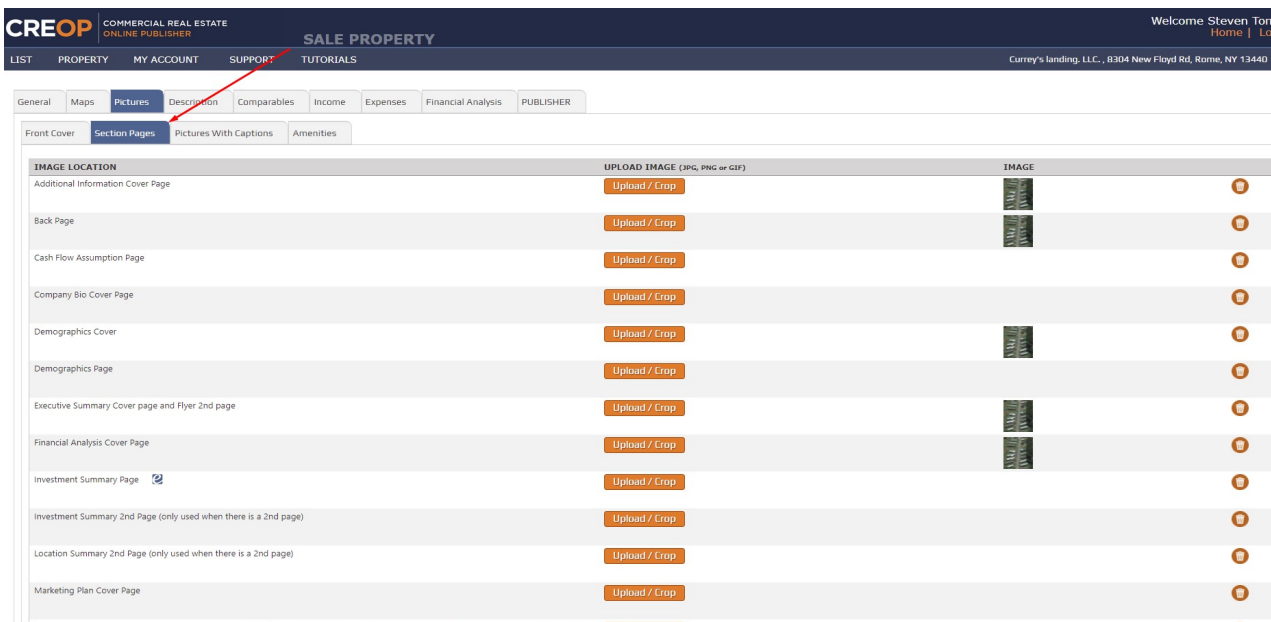 CREOP COMMERCIAL REAL ESTATE ONLINE PUBLISHER
SALE PROPERTY
Welcome Steven Ton
Home | Lo
LIST PROPERTY MY ACCOUNT SUPPORT TUTORIALS
Currey's landing. LLC. , 8304 New Floyd Rd, Rome, NY 13440
General Maps Pictures Description Comparables Income Expenses Financial Analysis PUBLISHER
Front Cover Section Pages Pictures With Captions Amenities
IMAGE LOCATION UPLOAD IMAGE (JPG, PNG or GIF) IMAGE
Additional Information Cover Page Upload / Crop
Back Page Upload / Crop
Cash Flow Assumption Page Upload / Crop
Company Bio Cover Page Upload / Crop
Demographics Cover Upload / Crop
Demographics Page Upload / Crop
Executive Summary Cover page and Flyer 2nd page Upload / Crop
Financial Analysis Cover Page Upload / Crop
Investment Summary Page Upload / Crop
Investment Summary 2nd Page (only used when there is a 2nd page) Upload / Crop
Location Summary 2nd Page (only used when there is a 2nd page) Upload / Crop
Marketing Plan Cover Page Upload / Crop